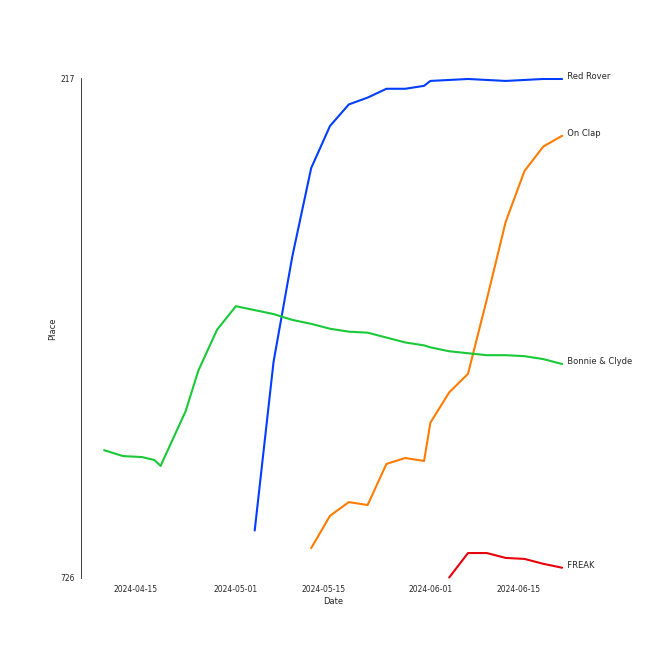 217
Red Rover
On Clap
Place
Bonnie & Clyde
FREAK
726
2024-04-15 2024-05-01 2024-05-15 2024-06-01 2024-06-15
Date